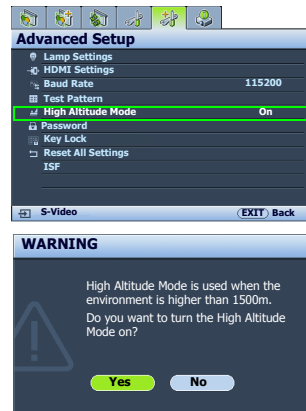 Advanced Setup
Lamp Settings
HDMI Settings
Baud Rate 115200
Test Pattern
High Altitude Mode On
Password
Key Lock
Reset All Settings
ISF
S-Video EXIT Back
WARNING
High Altitude Mode is used when the
environment is higher than 1500m.
Do you want to turn the High Altitude
Mode on?
Yes No